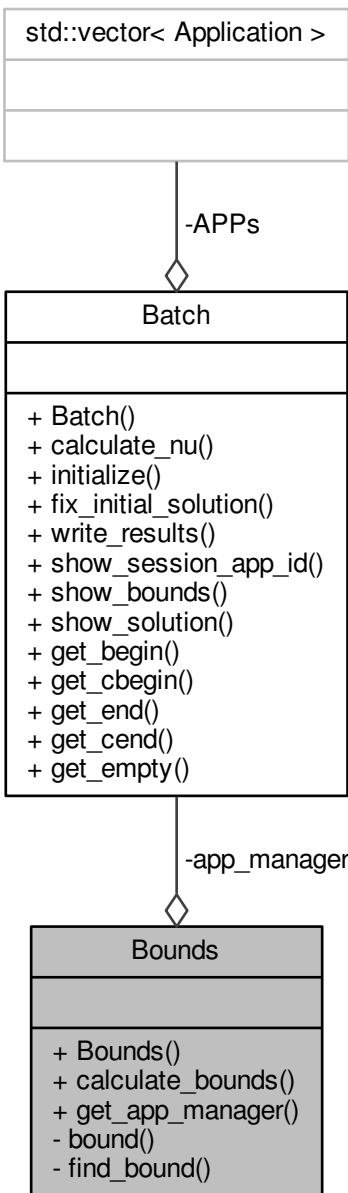 std::vector< Application >
-APPs
Batch
+ Batch()
+ calculate_nu()
+ initialize()
+ fix_initial_solution()
+ write_results()
+ show_session_app_id()
+ show_bounds()
+ show_solution()
+ get_begin()
+ get_cbegin()
+ get_end()
+ get_cend()
+ get_empty()
-app_manager
Bounds
+ Bounds()
+ calculate_bounds()
+ get_app_manager()
- bound()
- find_bound()